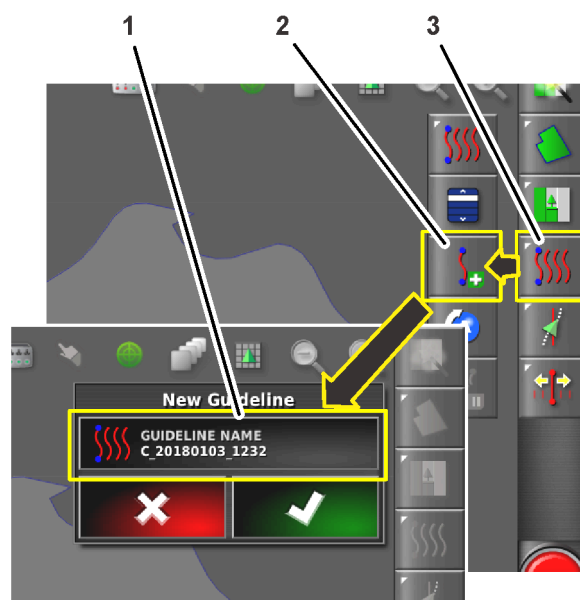 1
2
3
New Guideline
GUIDELINE NAME
C_20180103_1232